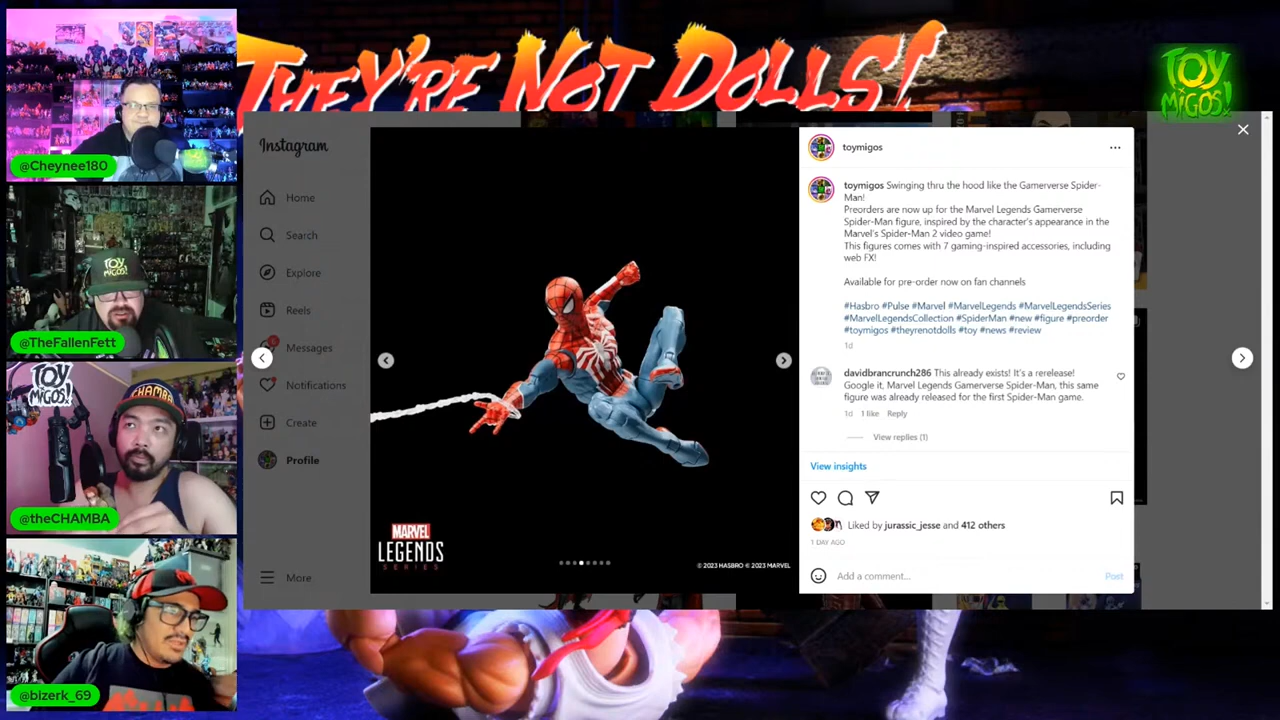 THEY'RE NOT DOLLS!
TOY
MIGOS!
@Cheynee180
TOY
MIGOS!
@TheFallenFett
TOY
MIGOS!
CHAMBA
@theCHAMBA
@bizerk_69
Instagram
Home
Search
Explore
Reels
Messages
Notifications
Create
Profile
More
MARVEL
LEGENDS
SERIES
© 2023 HASBRO © 2023 MARVEL
toymigos
toymigos Swinging thru the hood like the Gamerverse Spider-
Man!
Preorders are now up for the Marvel Legends Gamerverse
Spider-Man figure, inspired by the character's appearance in the
Marvel's Spider-Man 2 video game!
This figures comes with 7 gaming-inspired accessories, including
web FX!
Available for pre-order now on fan channels
#Hasbro #Pulse #Marvel #MarvelLegends #MarvelLegendsSeries
#MarvelLegendsCollection #SpiderMan #new #figure #preorder
#toymigos #theyrenotdolls #toy #news #review
1d
davidbrancrunch286 This already exists! It's a rerelease!
Google it, Marvel Legends Gamerverse Spider-Man, this same
figure was already released for the first Spider-Man game.
1d 1 like Reply
View replies (1)
View insights
Liked by jurassic_jesse and 412 others
1 DAY AGO
Add a comment...
Post